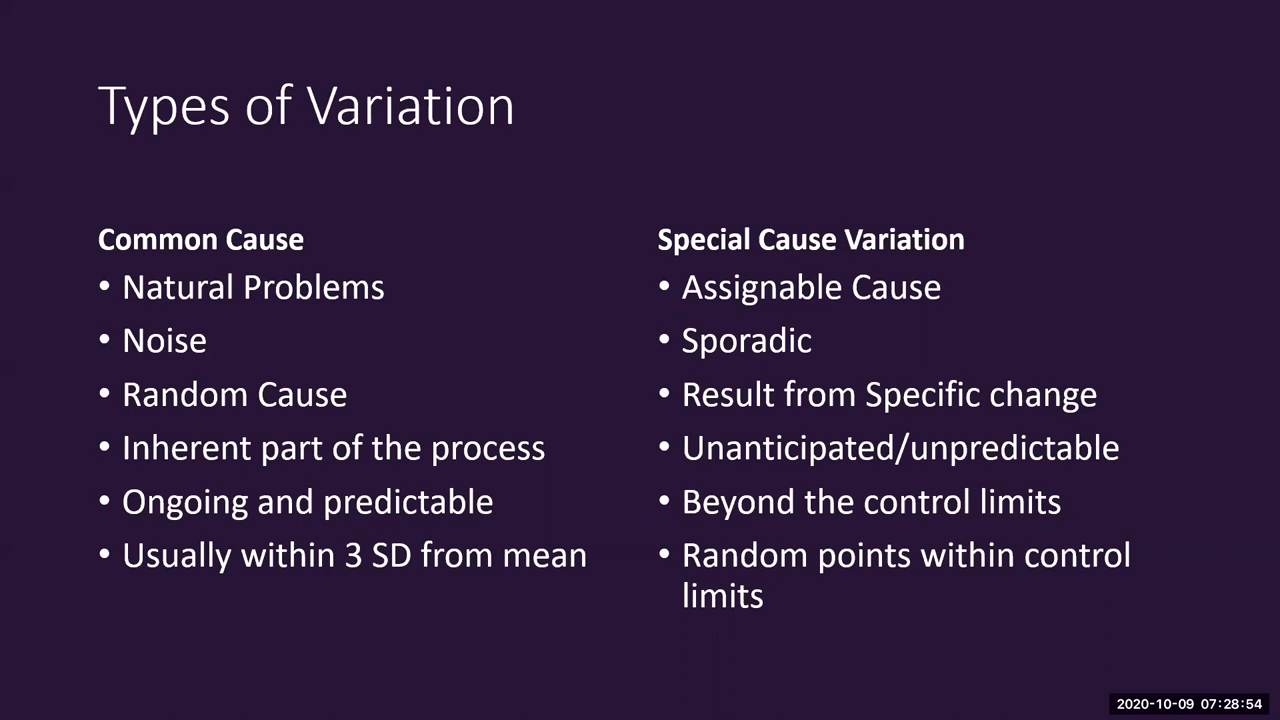 Types of Variation
Common Cause
• Natural Problems
• Noise
• Random Cause
• Inherent part of the process
• Ongoing and predictable
• Usually within 3 SD from mean
Special Cause Variation
• Assignable Cause
• Sporadic
• Result from Specific change
• Unanticipated/unpredictable
• Beyond the control limits
• Random points within control
limits
2020-10-09 07:28:54